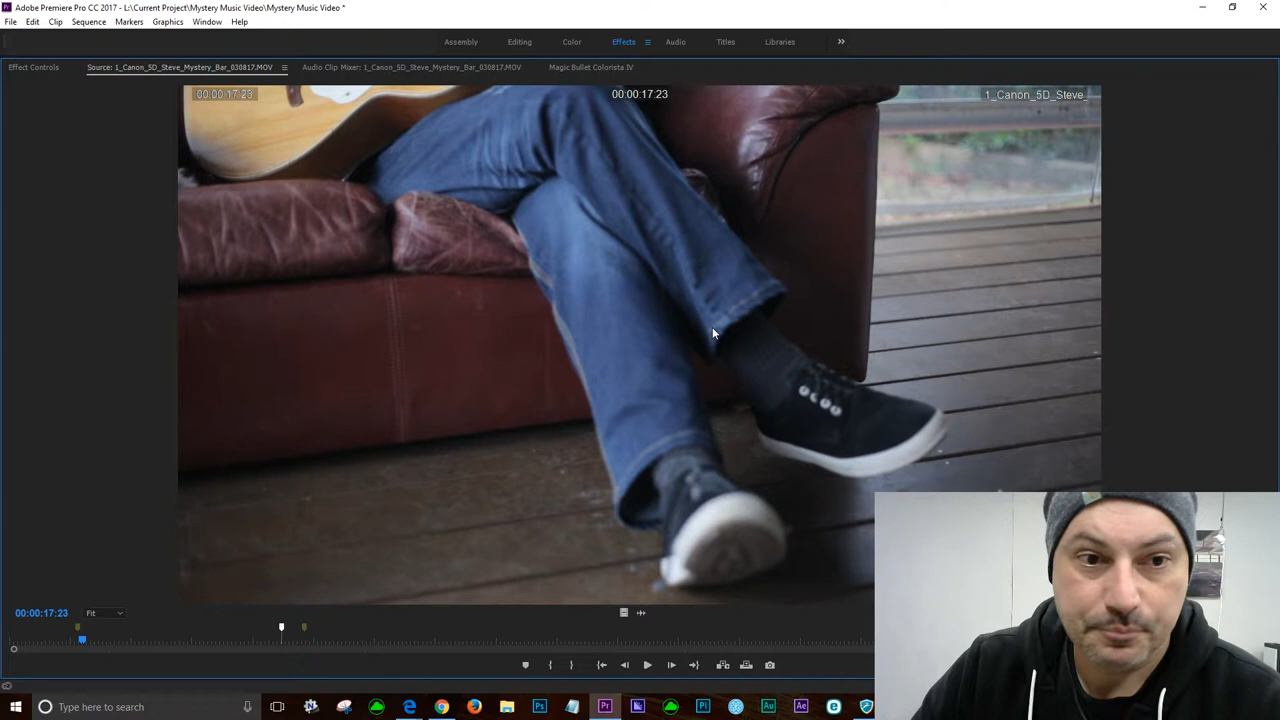 Adobe Premiere Pro CC 2017 - L:\Current Project\Mystery Music Video\Mystery Music Video *
File Edit Clip Sequence Markers Graphics Window Help
Assembly Editing Color Effects Audio Titles Libraries
Effect Controls Source: 1_Canon_5D_Steve_Mystery_Bar_030817.MOV Audio Clip Mixer: 1_Canon_5D_Steve_Mystery_Bar_030817.MOV Magic Bullet Colorista IV
00:00:17:23 00:00:17:23 1_Canon_5D_Steve_
00:00:17:23 Fit
Type here to search